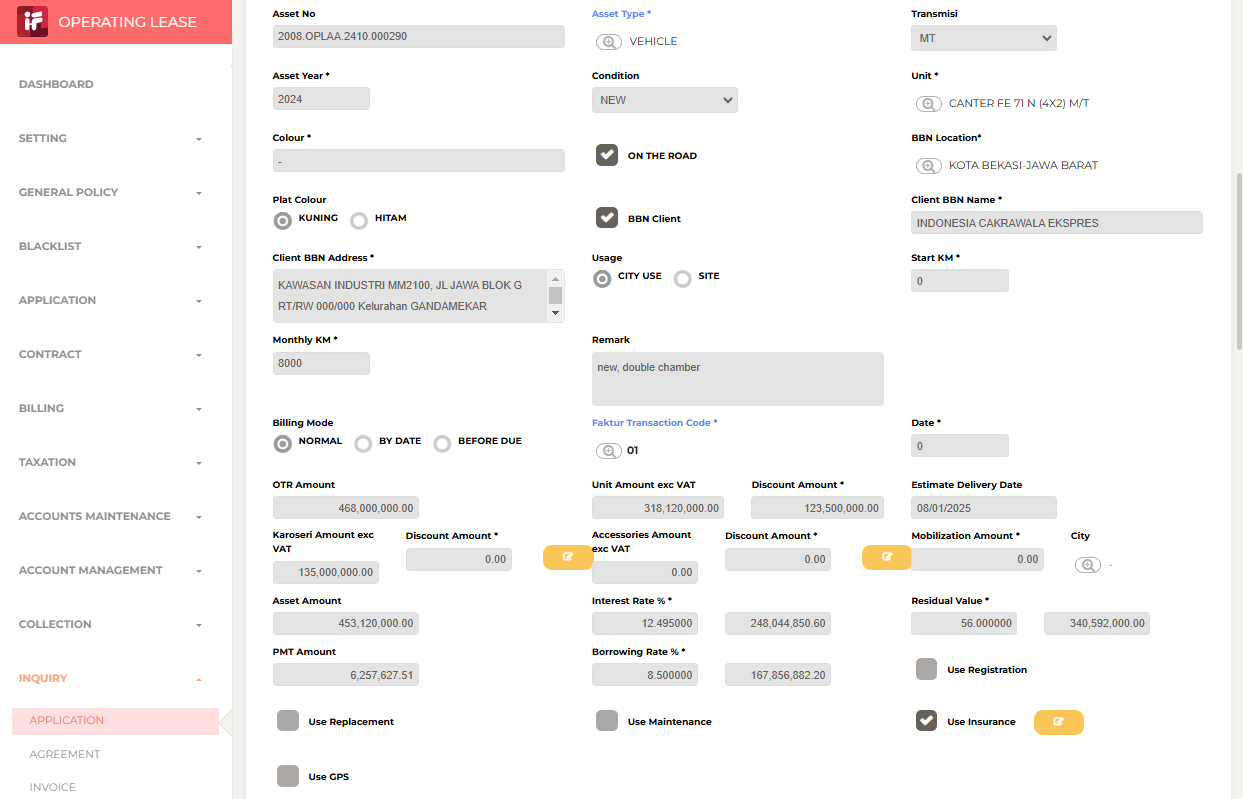 OPERATING LEASE
DASHBOARD
SETTING
GENERAL POLICY
BLACKLIST
APPLICATION
CONTRACT
BILLING
TAXATION
ACCOUNTS MAINTENANCE
ACCOUNT MANAGEMENT
COLLECTION
INQUIRY
APPLICATION
AGREEMENT
INVOICE
Asset No
2008.OPLAA.2410.000290
Asset Type *
VEHICLE
Transmisi
MT
Asset Year *
2024
Condition
NEW
Unit *
CANTER FE 71 N (4X2) M/T
Colour *
-
ON THE ROAD
BBN Location*
KOTA BEKASI-JAWA BARAT
Plat Colour
KUNING HITAM
BBN Client
Client BBN Name *
INDONESIA CAKRAWALA EKSPRES
Client BBN Address *
KAWASAN INDUSTRI MM2100, JL JAWA BLOK G
RT/RW 000/000 Kelurahan GANDAMEKAR
Usage
CITY USE SITE
Start KM *
0
Monthly KM *
8000
Remark
new, double chamber
Billing Mode
NORMAL BY DATE BEFORE DUE
Faktur Transaction Code *
01
Date *
0
OTR Amount
468,000,000.00
Unit Amount exc VAT
318,120,000.00
Discount Amount *
123,500,000.00
Estimate Delivery Date
08/01/2025
Karoseri Amount exc
VAT
135,000,000.00
Discount Amount *
0.00
Accessories Amount
exc VAT
0.00
Discount Amount *
0.00
Mobilization Amount *
0.00
City
-
Asset Amount
453,120,000.00
Interest Rate % *
12.495000
248,044,850.60
Residual Value *
56.000000
340,592,000.00
PMT Amount
6,257,627.51
Borrowing Rate % *
8.500000
167,856,882.20
Use Registration
Use Replacement
Use Maintenance
Use Insurance
Use GPS